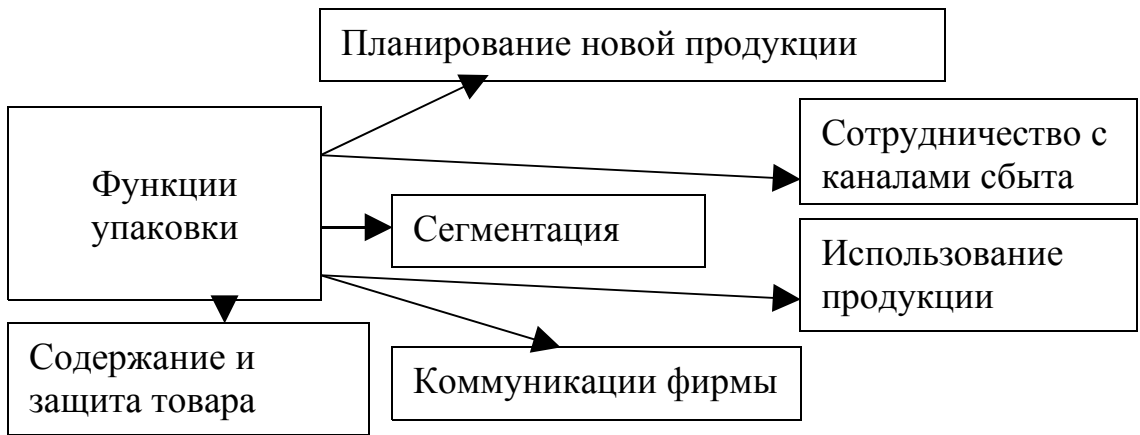 Планирование новой продукции
Функции
упаковки
Сотрудничество с
каналами сбыта
Сегментация
Использование
продукции
Содержание и
защита товара
Коммуникации фирмы